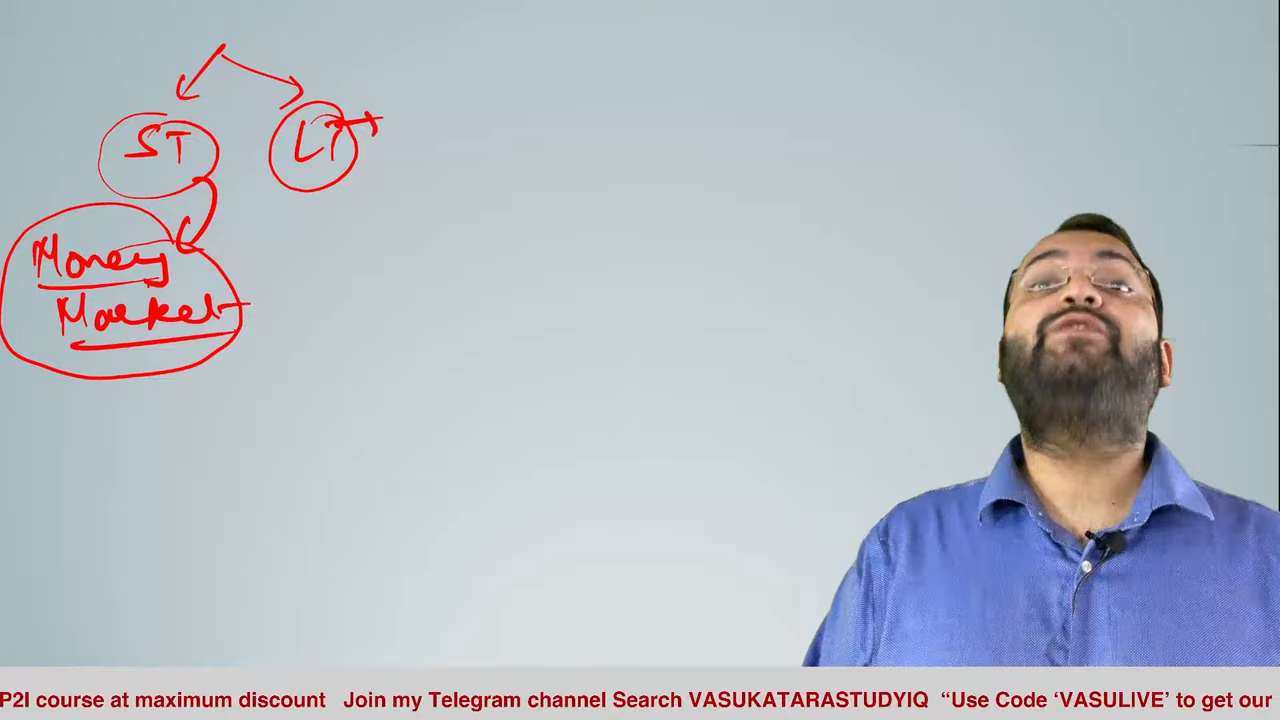 ST
LT
Money
Market
P2I course at maximum discount Join my Telegram channel Search VASUKATARASTUDYIQ “Use Code ‘VASULIVE’ to get our